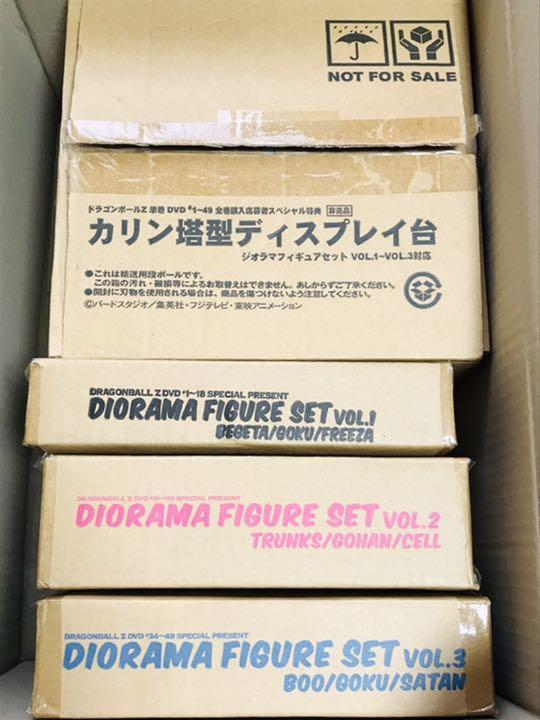 NOT FOR SALE
ドラゴンボールZ 単巻 DVD #1~49 全巻購入応募者スペシャル特典 非売品
カリン塔型ディスプレイ台
ジオラマフィギュアセット VOL.1~VOL.3対応
●これは輸送用段ボールです。
この箱の汚れ・破損等によるお取替えはできません。あしからずご了承ください。
●開封に刃物を使用される場合は、商品を傷つけないよう注意してください。
©バードスタジオ/集英社・フジテレビ・東映アニメーション
DRAGONBALL Z DVD #1~18 SPECIAL PRESENT
DIORAMA FIGURE SET VOL.1
BEGETA/GOKU/FREEZA
DRAGONBALL Z DVD #19~33 SPECIAL PRESENT
DIORAMA FIGURE SET VOL.2
TRUNKS/GOHAN/CELL
DRAGONBALL Z DVD #34~49 SPECIAL PRESENT
DIORAMA FIGURE SET VOL.3
BOO/GOKU/SATAN